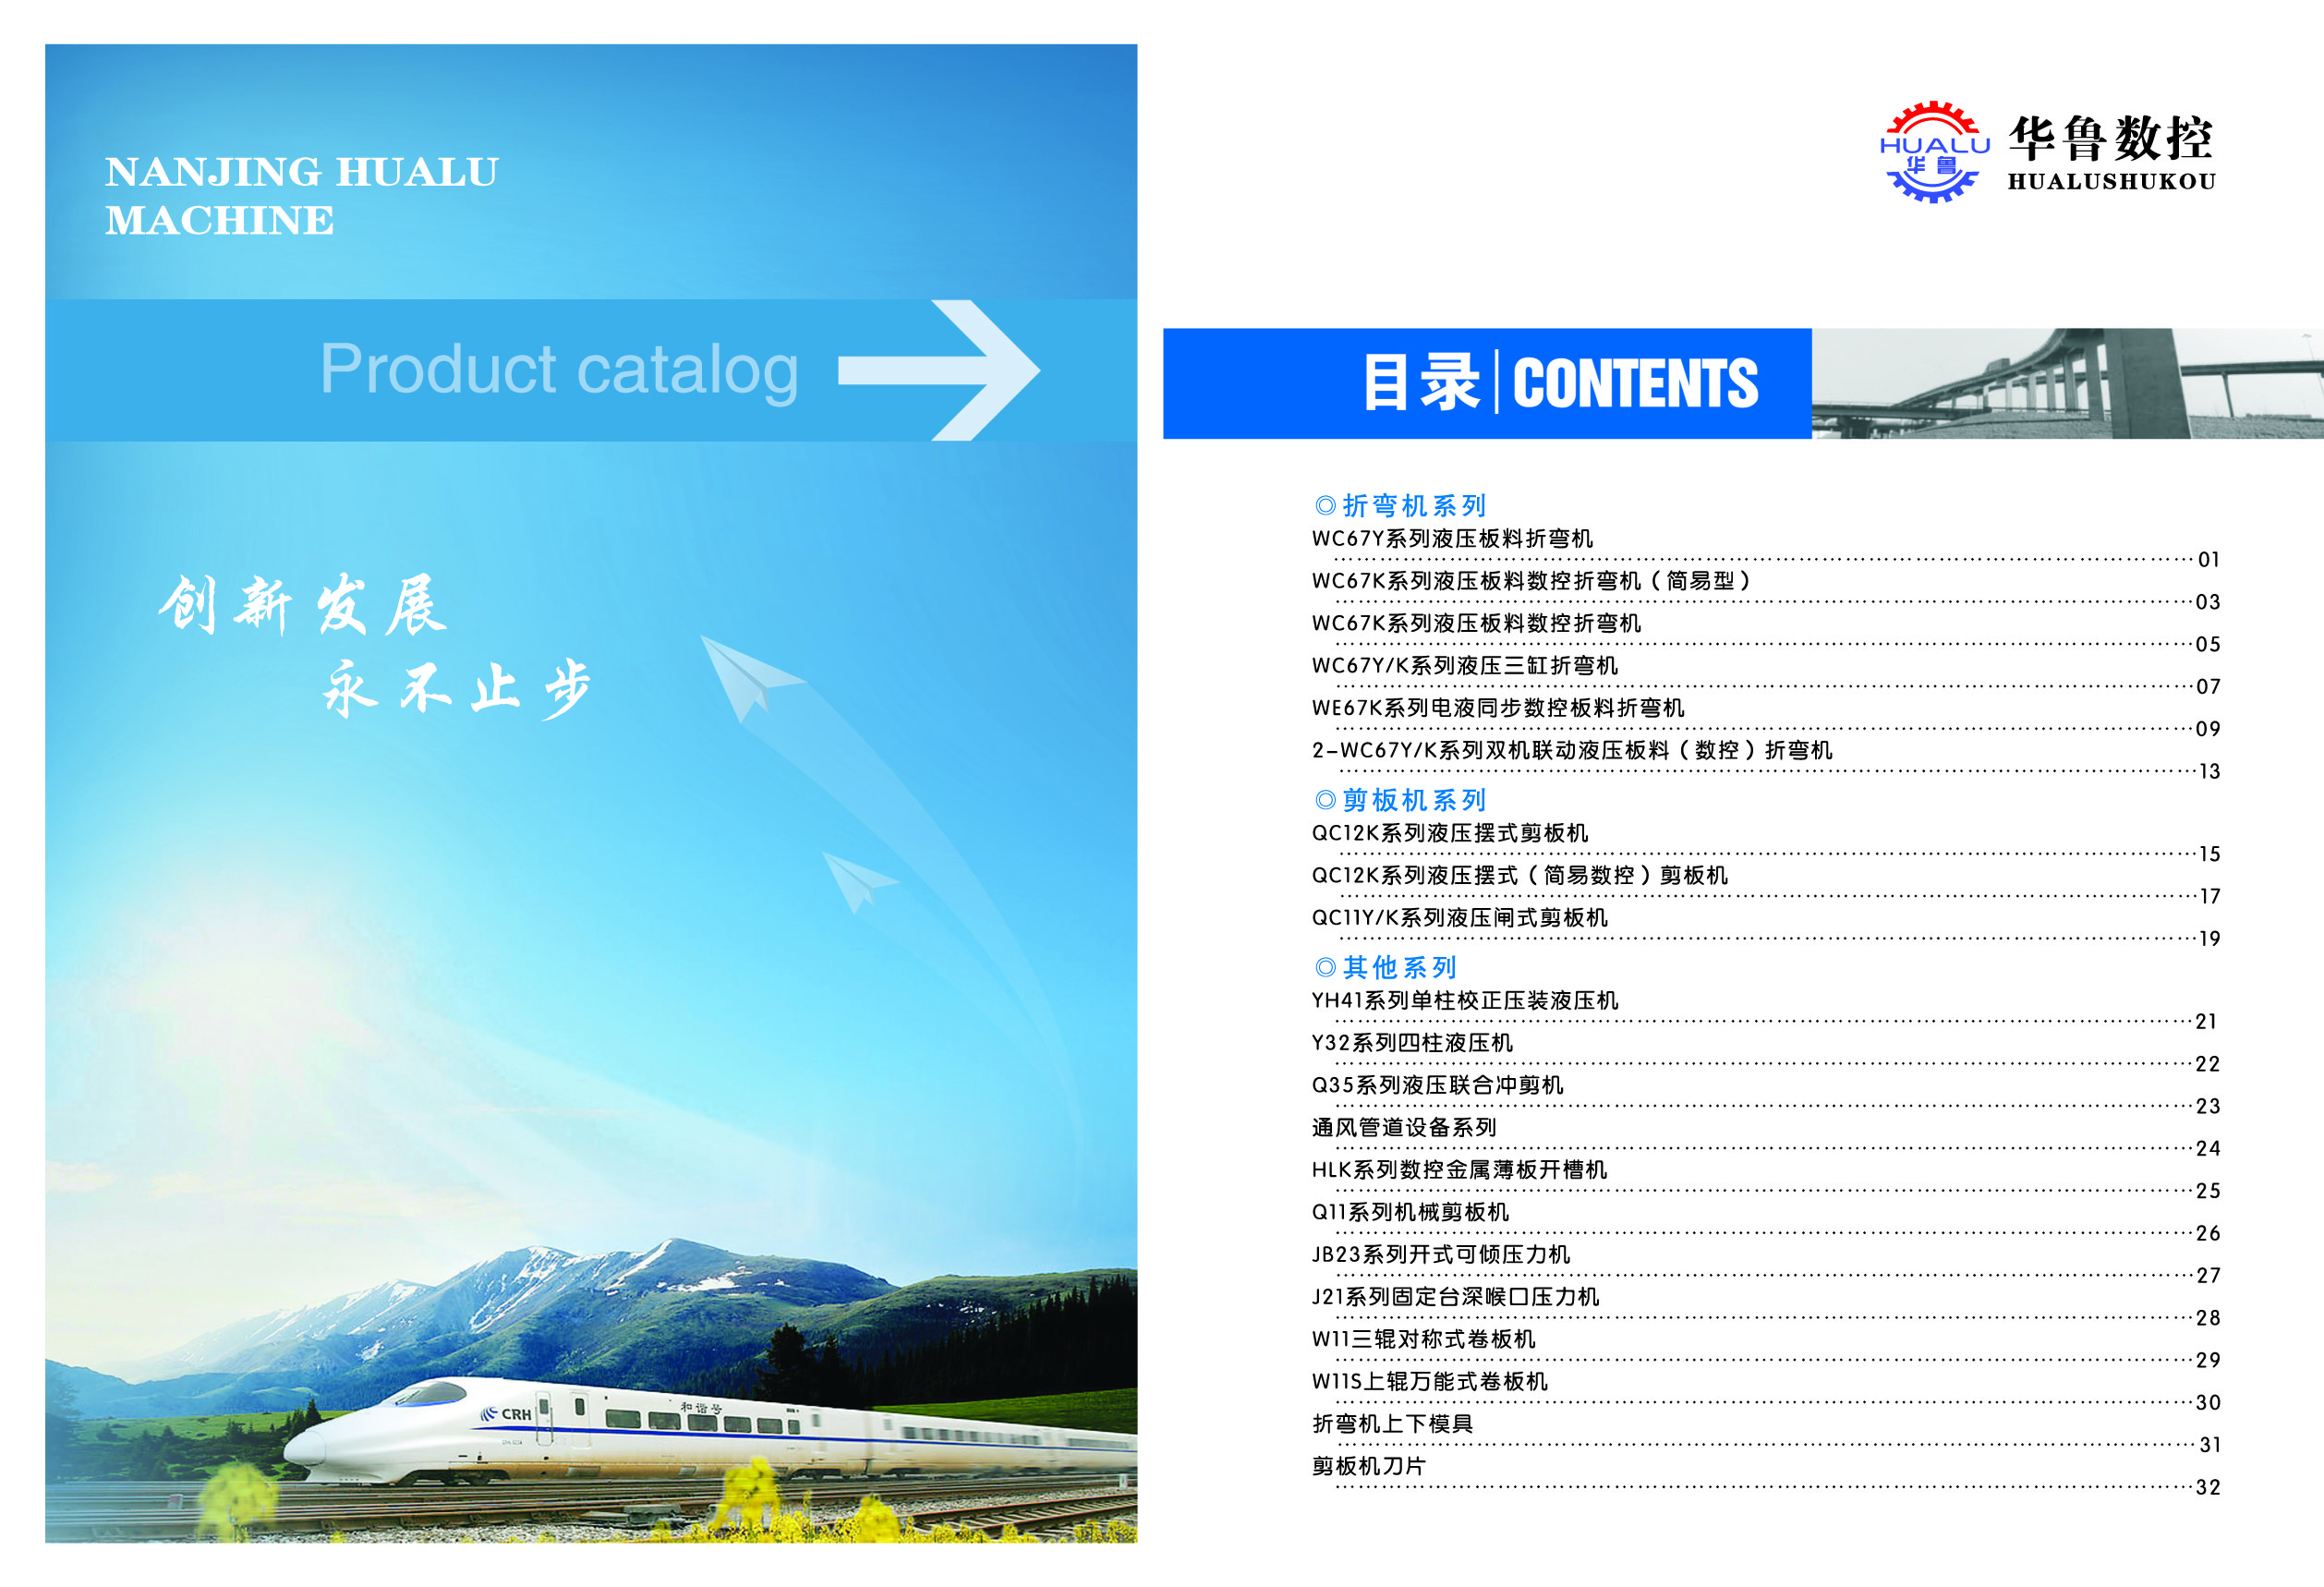 NANJING HUALU
MACHINE
Product catalog
创新发展
永不止步
CRH
和谐号
HUALU
华鲁
华鲁数控
HUALUSHUKOU
目录|CONTENTS
◎折弯机系列
WC67Y系列液压板料折弯机
01
WC67K系列液压板料数控折弯机（简易型）
03
WC67K系列液压板料数控折弯机
05
WC67Y/K系列液压三缸折弯机
07
WE67K系列电液同步数控板料折弯机
09
2-WC67Y/K系列双机联动液压板料（数控）折弯机
13
◎剪板机系列
QC12K系列液压摆式剪板机
15
QC12K系列液压摆式（简易数控）剪板机
17
QC11Y/K系列液压闸式剪板机
19
◎其他系列
YH41系列单柱校正压装液压机
21
Y32系列四柱液压机
22
Q35系列液压联合冲剪机
23
通风管道设备系列
24
HLK系列数控金属薄板开槽机
25
Q11系列机械剪板机
26
JB23系列开式可倾压力机
27
J21系列固定台深喉口压力机
28
W11三辊对称式卷板机
29
W11S上辊万能式卷板机
30
折弯机上下模具
31
剪板机刀片
32